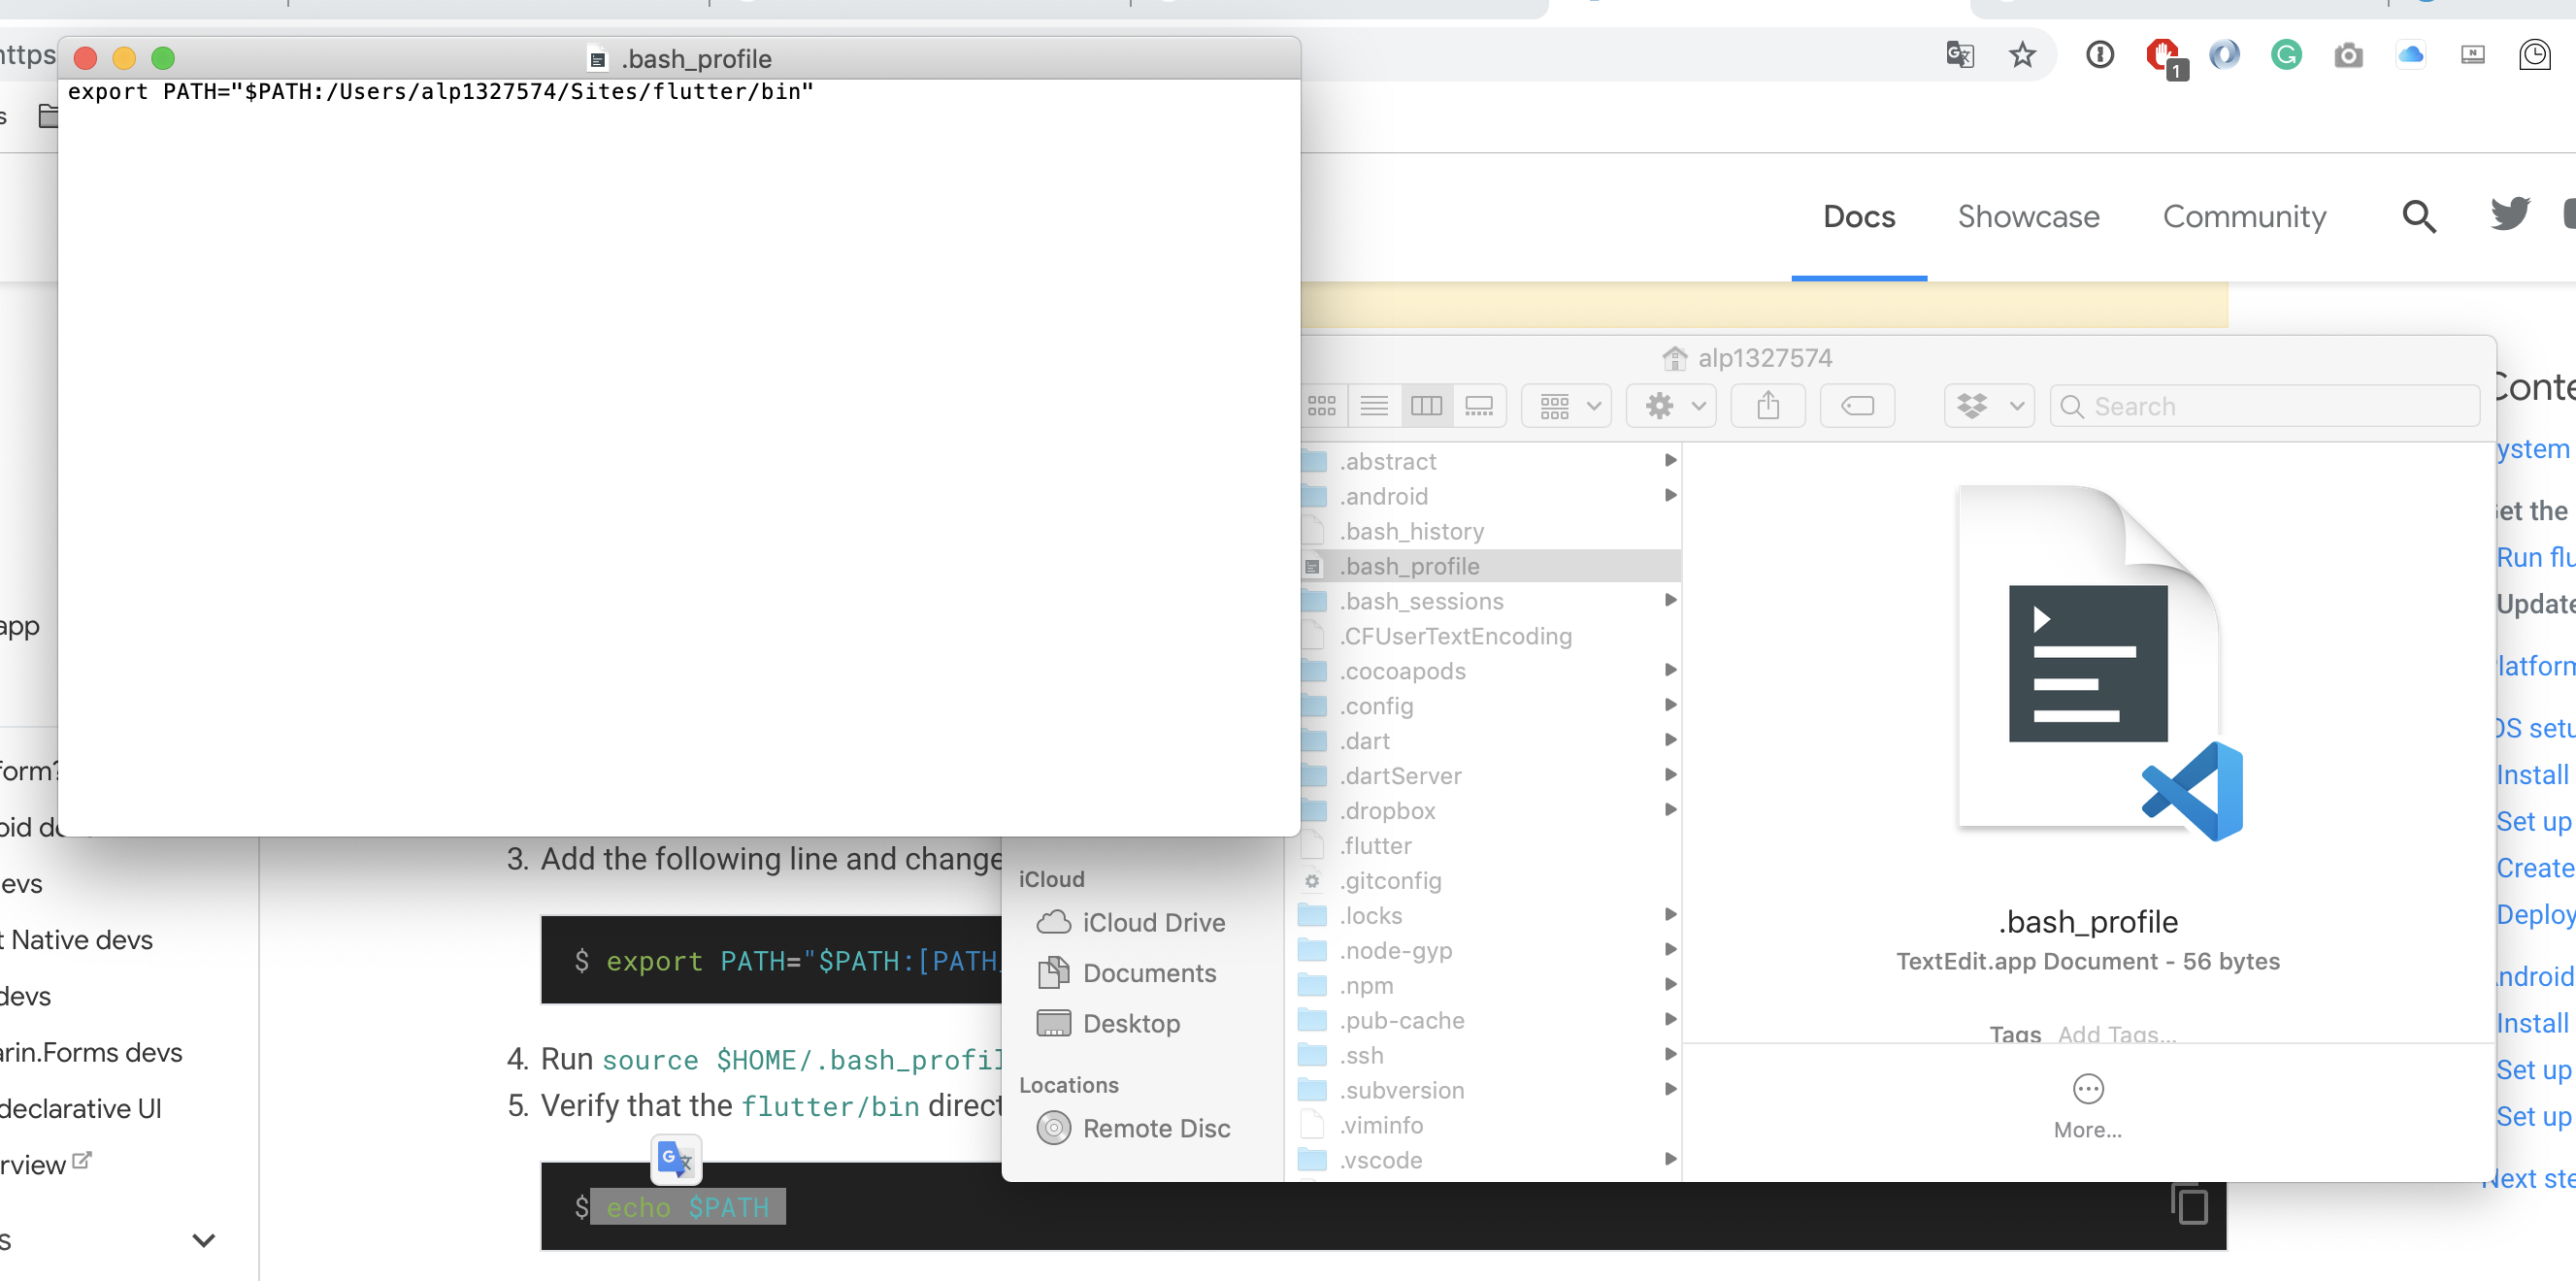 https
.bash_profile
export PATH="$PATH:/Users/alp1327574/Sites/flutter/bin"
1
s
Docs
Showcase
Community
alp1327574
Search
.abstract
.android
.bash_history
.bash_profile
.bash_sessions
.CFUserTextEncoding
.cocoapods
.config
.dart
.dartServer
.dropbox
.flutter
.gitconfig
.locks
.node-gyp
.npm
.pub-cache
.ssh
.subversion
.viminfo
.vscode
.bash_profile
TextEdit.app Document - 56 bytes
Tags Add Tags...
More...
iCloud
iCloud Drive
Documents
Desktop
Locations
Remote Disc
app
form?
oid de
evs
t Native devs
devs
arin.Forms devs
declarative UI
rview
s
3. Add the following line and change
$ export PATH="$PATH:[PATH
4. Run source $HOME/.bash_profil
5. Verify that the flutter/bin direct
$ echo $PATH
Conte
ystem
et the
Run flu
Update
latform
OS setu
Install
Set up
Create
Deploy
ndroid
Install
Set up
Set up
Next ste